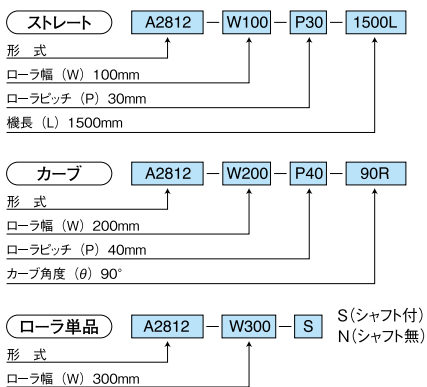 ストレート A2812 − W100 − P30 − 1500L
形 式
ローラ幅（W）100mm
ローラピッチ（P）30mm
機長（L）1500mm
カーブ A2812 − W200 − P40 − 90R
形 式
ローラ幅（W）200mm
ローラピッチ（P）40mm
カーブ角度（θ）90°
ローラ単品 A2812 − W300 − S S（シャフト付）
N（シャフト無）
形 式
ローラ幅（W）300mm